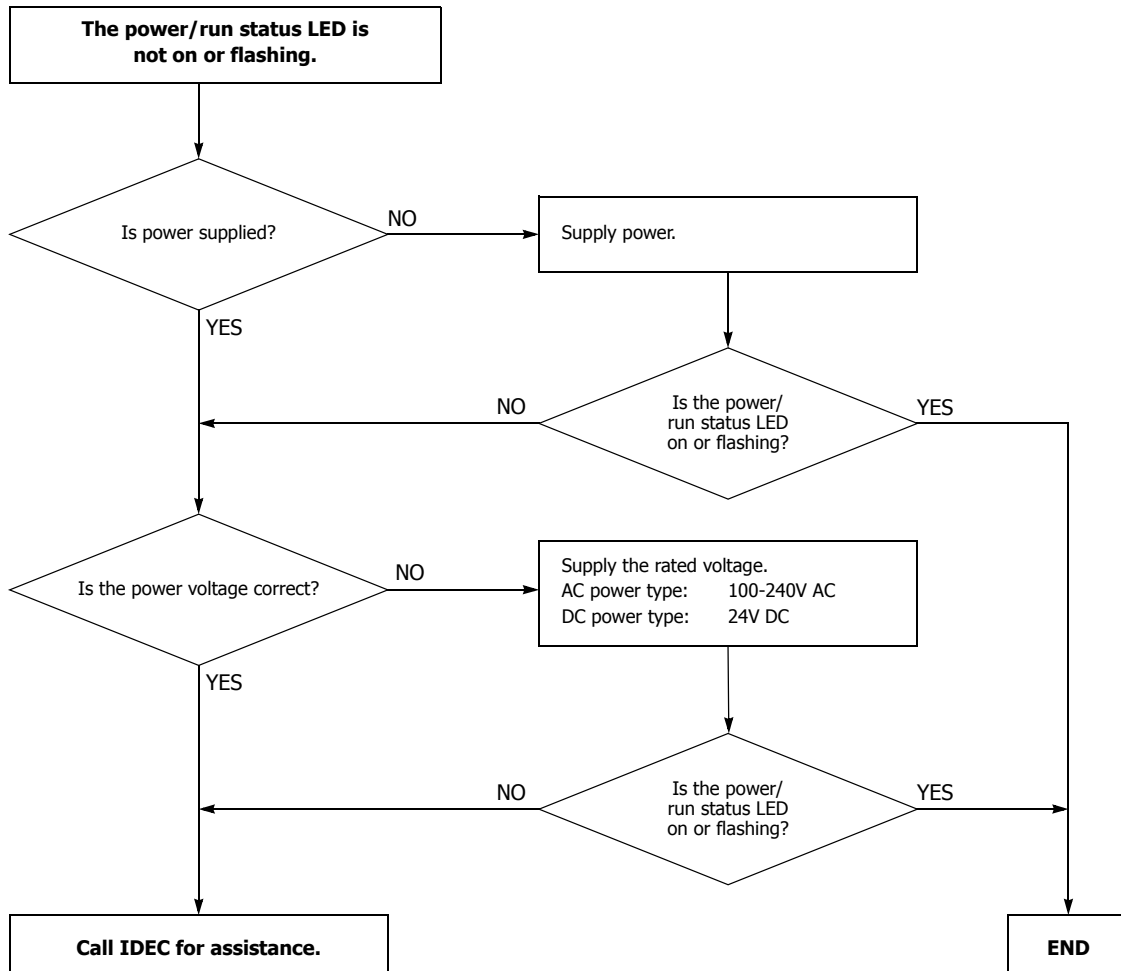 The power/run status LED is
not on or flashing.
Is power supplied?
NO
Supply power.
YES
Is the power/
run status LED
on or flashing?
NO
YES
Is the power voltage correct?
NO
Supply the rated voltage.
AC power type: 100-240V AC
DC power type: 24V DC
YES
Is the power/
run status LED
on or flashing?
NO
YES
Call IDEC for assistance.
END